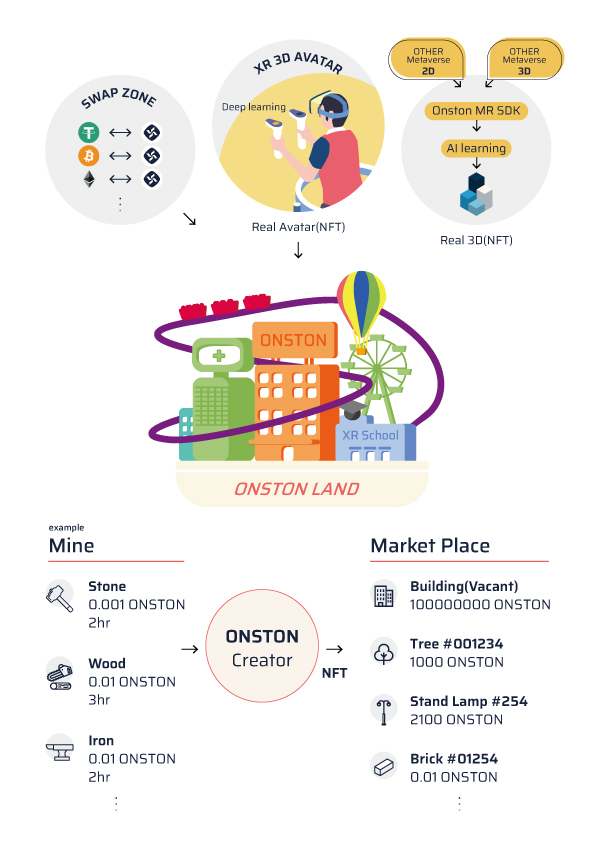 SWAP ZONE
XR 3D AVATAR
Deep learning
Real Avatar(NFT)
OTHER
Metaverse
2D
OTHER
Metaverse
3D
Onston MR SDK
AI learning
Real 3D(NFT)
ONSTON
XR School
ONSTON LAND
example
Mine
Stone
0.001 ONSTON
2hr
Wood
0.01 ONSTON
3hr
Iron
0.01 ONSTON
2hr
ONSTON
Creator
NFT
Market Place
Building(Vacant)
100000000 ONSTON
Tree #001234
1000 ONSTON
Stand Lamp #254
2100 ONSTON
Brick #01254
0.01 ONSTON